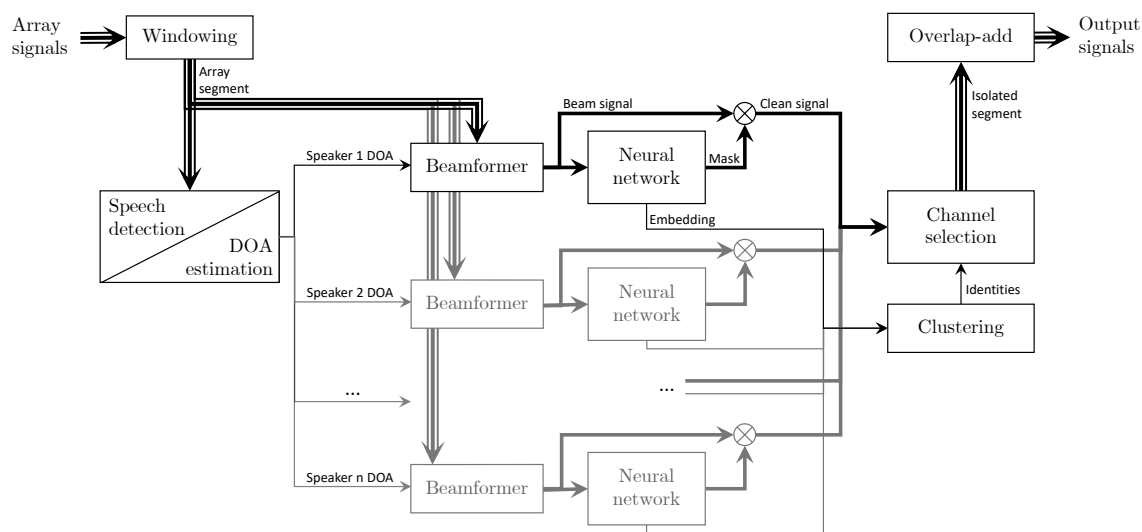 Array
signals
Windowing
Overlap-add
Output
signals
Array
segment
Beam signal
Clean signal
Isolated
segment
Speaker 1 DOA
Beamformer
Neural
network
Mask
Speech
detection
DOA
estimation
Embedding
Channel
selection
Speaker 2 DOA
Beamformer
Neural
network
Identities
Clustering
...
...
Speaker n DOA
Beamformer
Neural
network